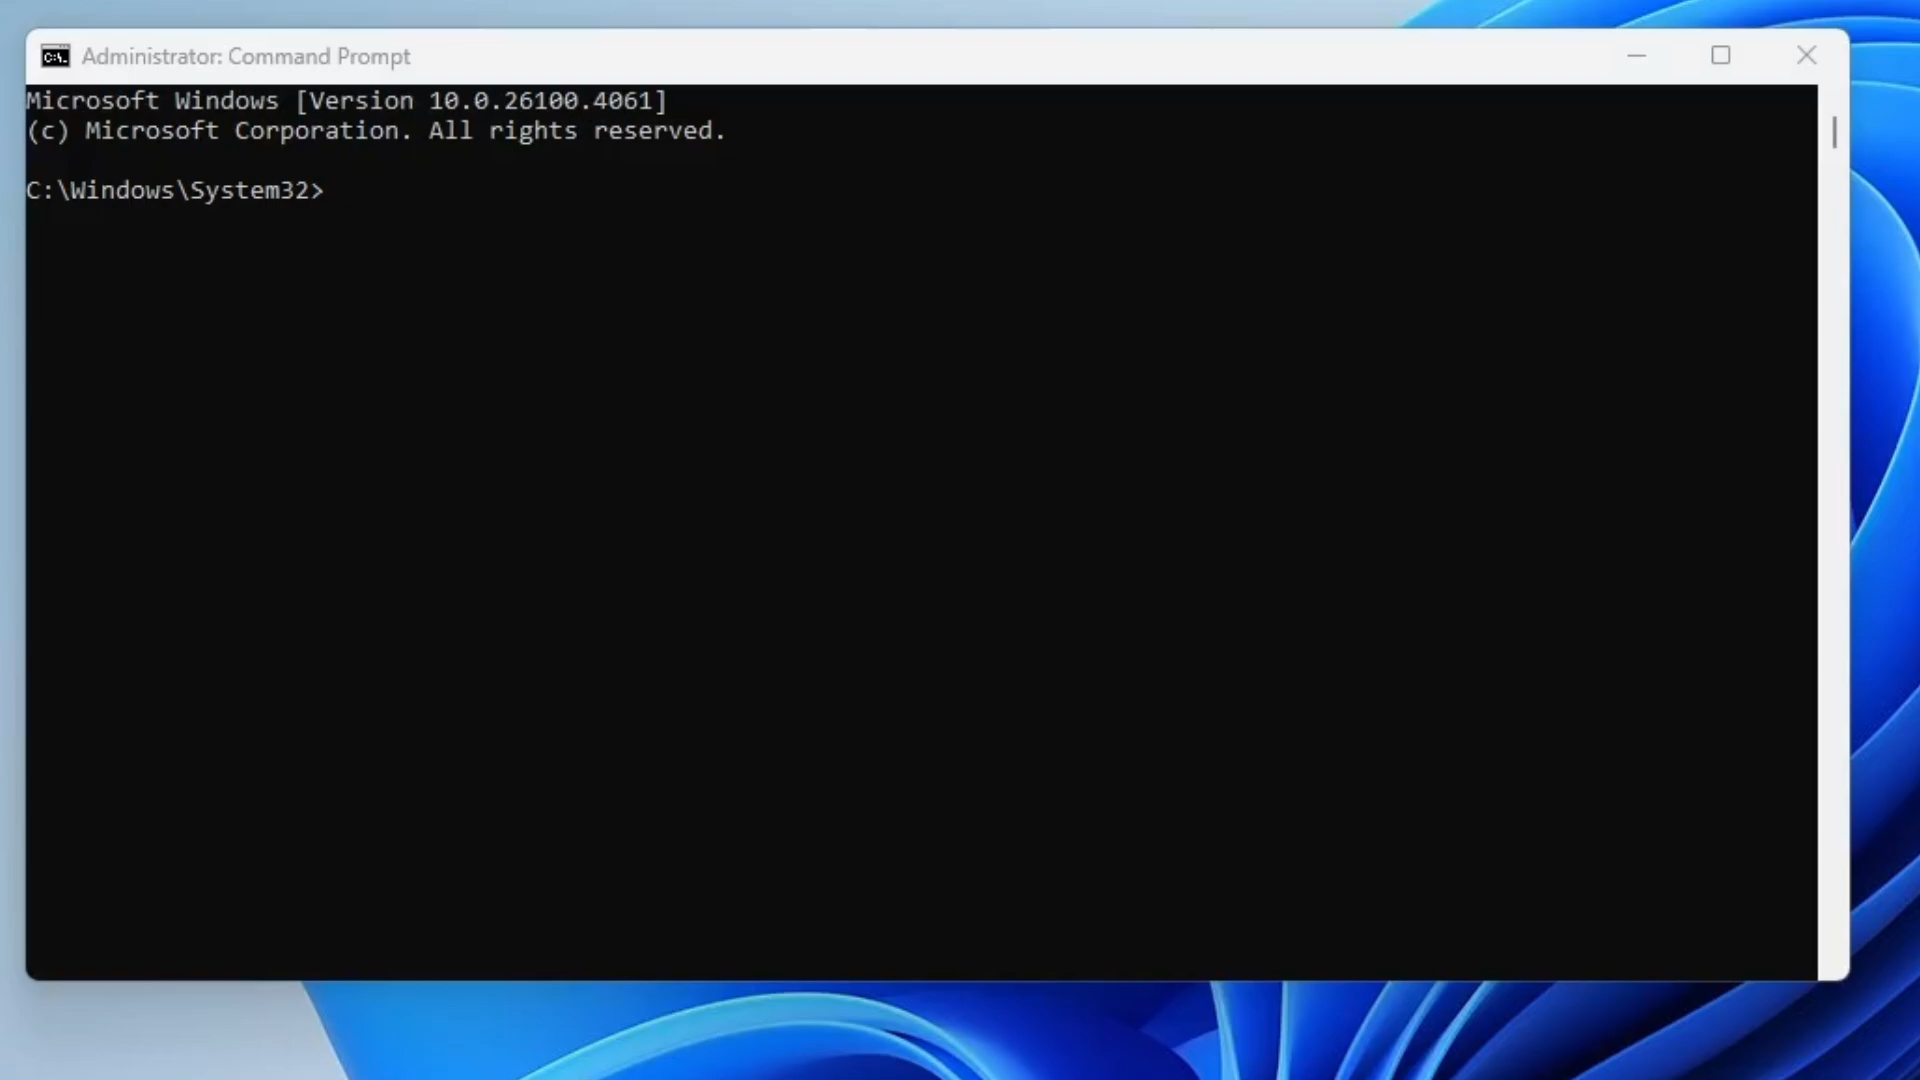 Administrator: Command Prompt
Microsoft Windows [Version 10.0.26100.4061]
(c) Microsoft Corporation. All rights reserved.
C:\Windows\System32>